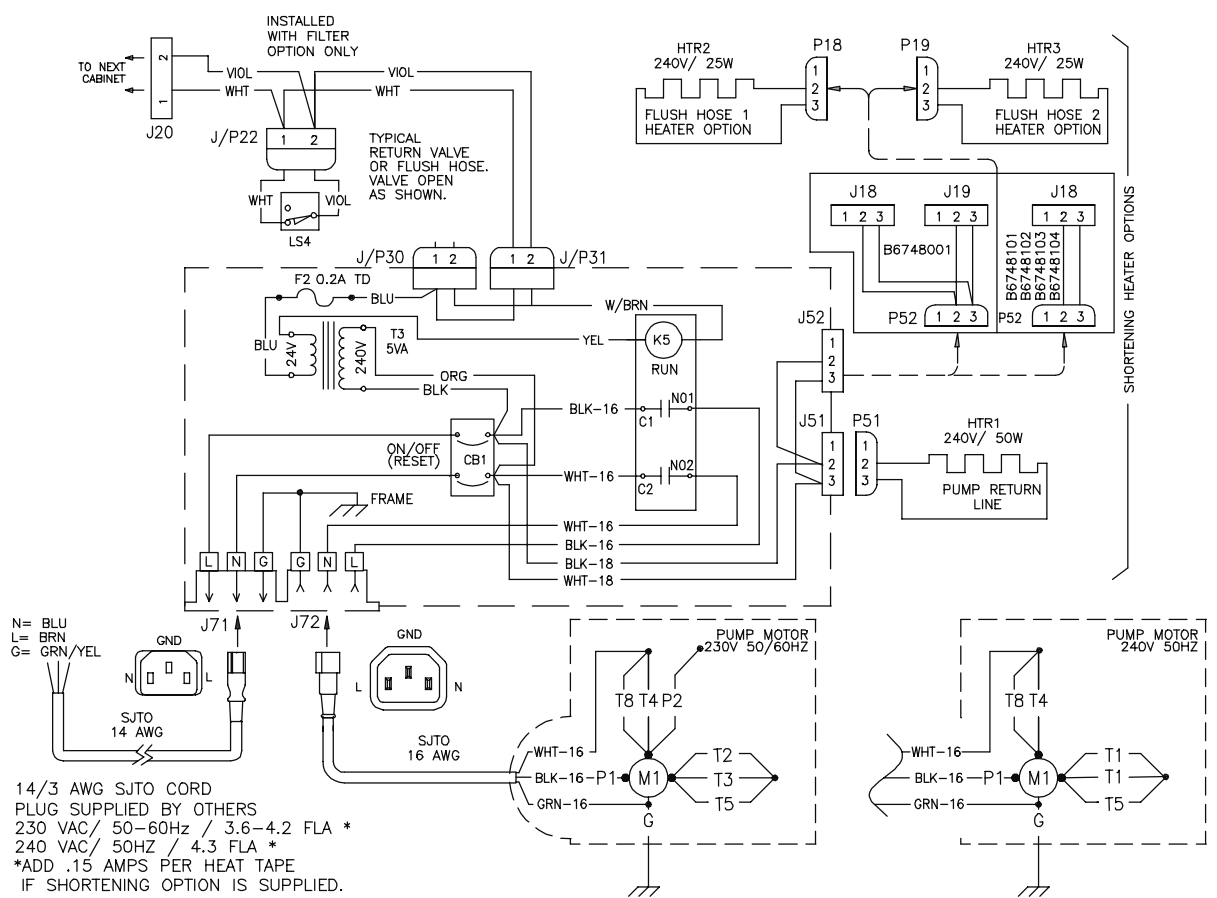 INSTALLED
WITH FILTER
OPTION ONLY
TO NEXT
CABINET
2
1
J20
VIOL
WHT
VIOL
WHT
J/P22
1 2
TYPICAL
RETURN VALVE
OR FLUSH HOSE.
VALVE OPEN
AS SHOWN.
WHT
VIOL
LS4
HTR2
240V/ 25W
P18
1
2
3
FLUSH HOSE 1
HEATER OPTION
P19
1
2
3
HTR3
240V/ 25W
FLUSH HOSE 2
HEATER OPTION
J18
1 2 3
J19
1 2 3
J18
1 2 3
B6748001
B6748101
B6748102
B6748103
B6748104
P52
1 2 3
P52
1 2 3
SHORTENING HEATER OPTIONS
J/P30
1 2
J/P31
1 2
F2 0.2A TD
BLU
W/BRN
BLU
24V
240V
T3
5VA
YEL
K5
RUN
ORG
BLK
BLK-16
C1
NO1
ON/OFF
(RESET)
CB1
WHT-16
C2
NO2
FRAME
WHT-16
BLK-16
BLK-18
WHT-18
J52
1
2
3
J51
1
2
3
P51
1
2
3
HTR1
240V/ 50W
PUMP RETURN
LINE
L N G G N L
J71
J72
N= BLU
L= BRN
G= GRN/YEL
GND
N
L
SJTO
14 AWG
GND
L
N
SJTO
16 AWG
PUMP MOTOR
230V 50/60HZ
T8 T4 P2
WHT-16
BLK-16
P1
M1
T2
T3
T5
GRN-16
G
PUMP MOTOR
240V 50HZ
T8 T4
WHT-16
BLK-16
P1
M1
T1
T1
T5
GRN-16
G
14/3 AWG SJTO CORD
PLUG SUPPLIED BY OTHERS
230 VAC/ 50-60Hz / 3.6-4.2 FLA *
240 VAC/ 50HZ / 4.3 FLA *
*ADD .15 AMPS PER HEAT TAPE
IF SHORTENING OPTION IS SUPPLIED.